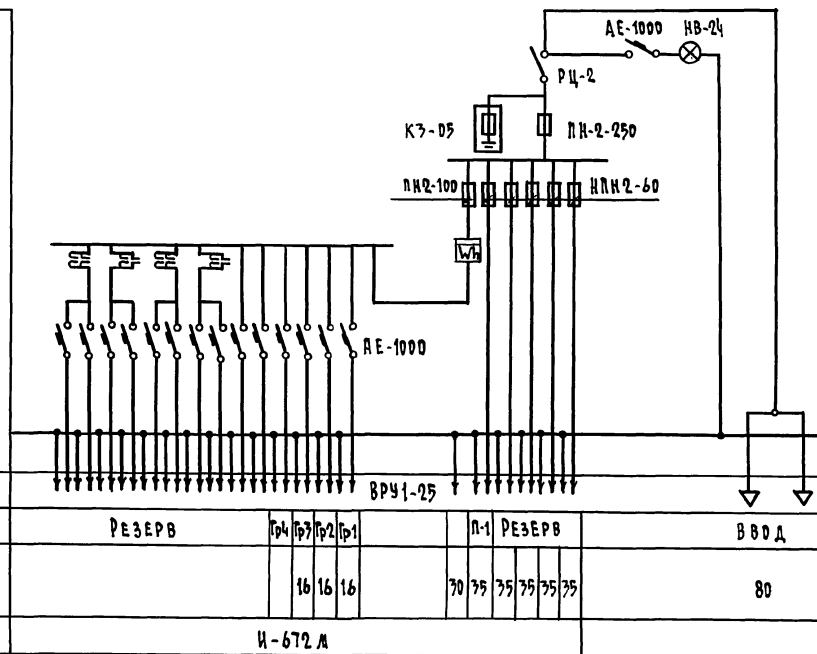 АЕ-1000 НВ-24
РЦ-2
КЗ-05 ПН-2-250
ПН2-100 НПН2-60
Wh
АЕ-1000
ВРУ1-25
РЕЗЕРВ Гр4 Гр3 Гр2 Гр1 П-1 РЕЗЕРВ ВВОД
16 16 16 30 35 35 35 35 35 80
И-672М